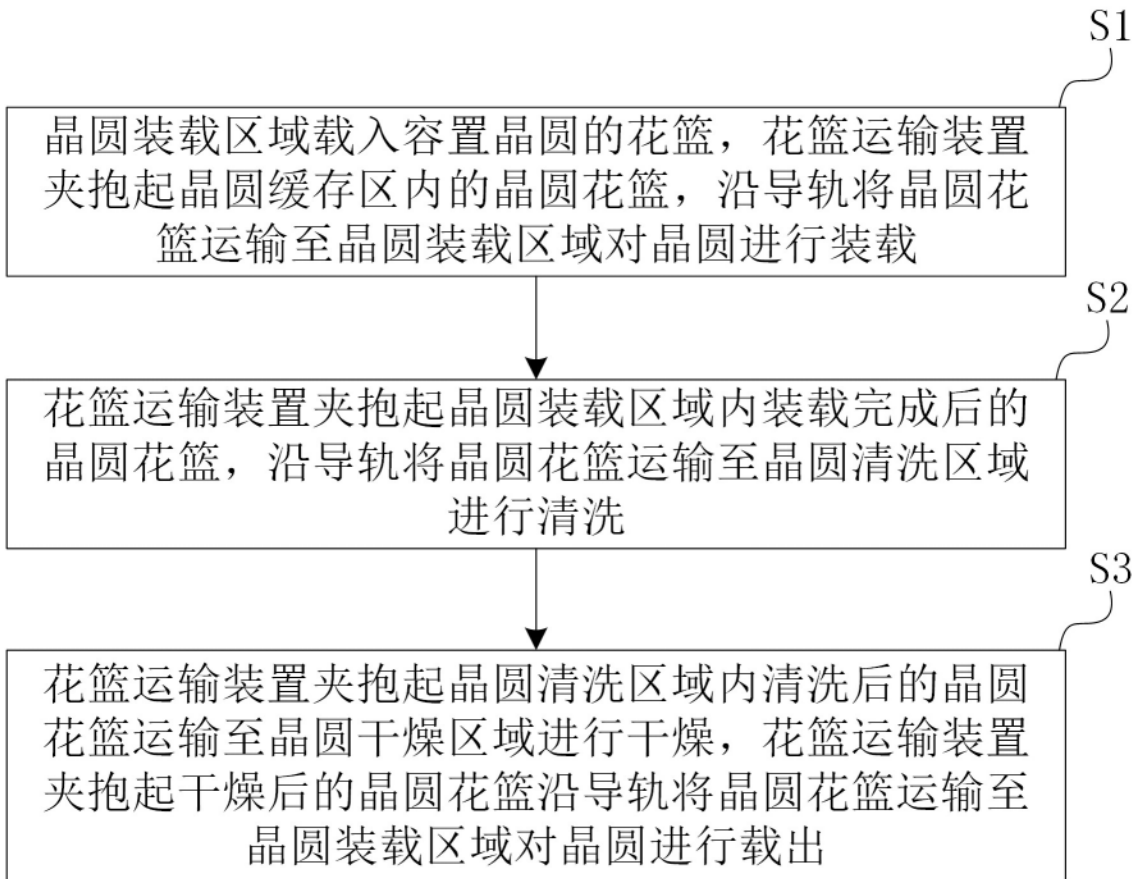 S1
晶圆装载区域载入容置晶圆的花篮，花篮运输装置
夹抱起晶圆缓存区内的晶圆花篮，沿导轨将晶圆花
篮运输至晶圆装载区域对晶圆进行装载
S2
花篮运输装置夹抱起晶圆装载区域内装载完成后的
晶圆花篮，沿导轨将晶圆花篮运输至晶圆清洗区域
进行清洗
S3
花篮运输装置夹抱起晶圆清洗区域内清洗后的晶圆
花篮运输至晶圆干燥区域进行干燥，花篮运输装置
夹抱起干燥后的晶圆花篮沿导轨将晶圆花篮运输至
晶圆装载区域对晶圆进行载出